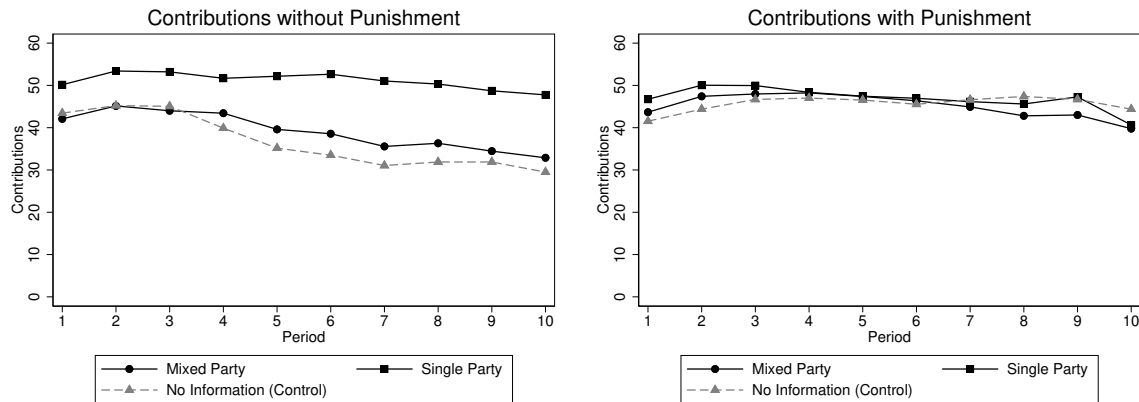 Contributions without Punishment
Contributions
60
50
40
30
20
10
0
1 2 3 4 5 6 7 8 9 10
Period
Mixed Party Single Party
No Information (Control)
Contributions with Punishment
Contributions
60
50
40
30
20
10
0
1 2 3 4 5 6 7 8 9 10
Period
Mixed Party Single Party
No Information (Control)